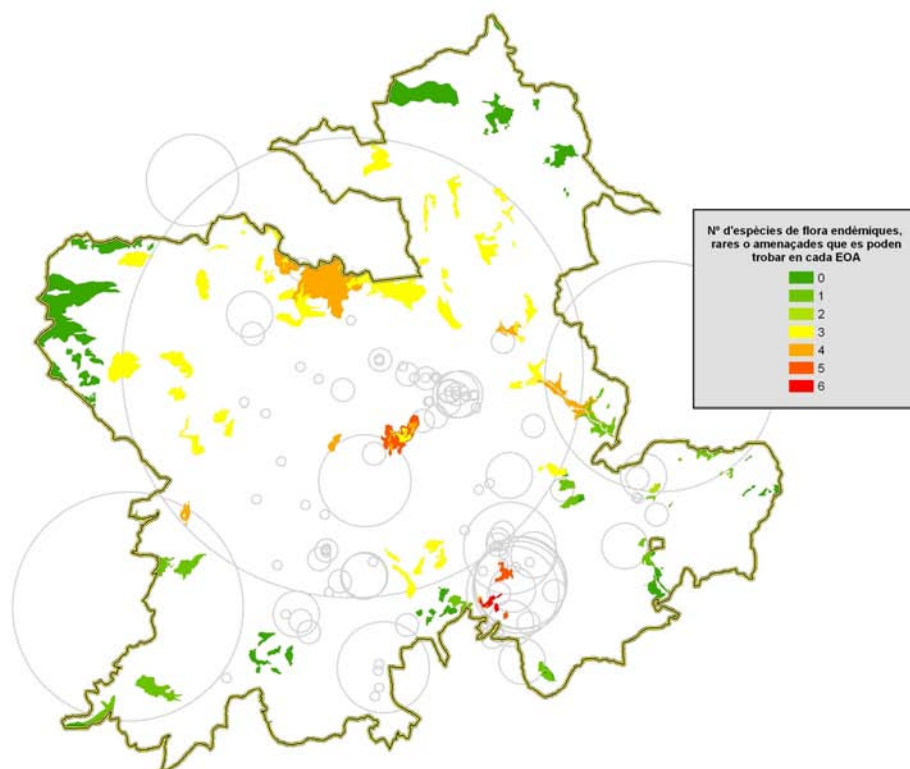 Nº d'espècies de flora endèmiques,
rares o amenaçades que es poden
trobar en cada EOA
0
1
2
3
4
5
6